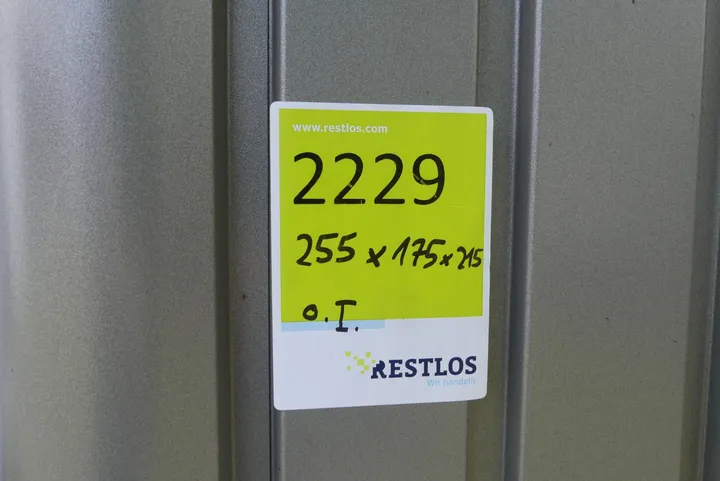 www.restlos.com
2229
255 x 175 x 215
o.I.
RESTLOS
Wir handeln